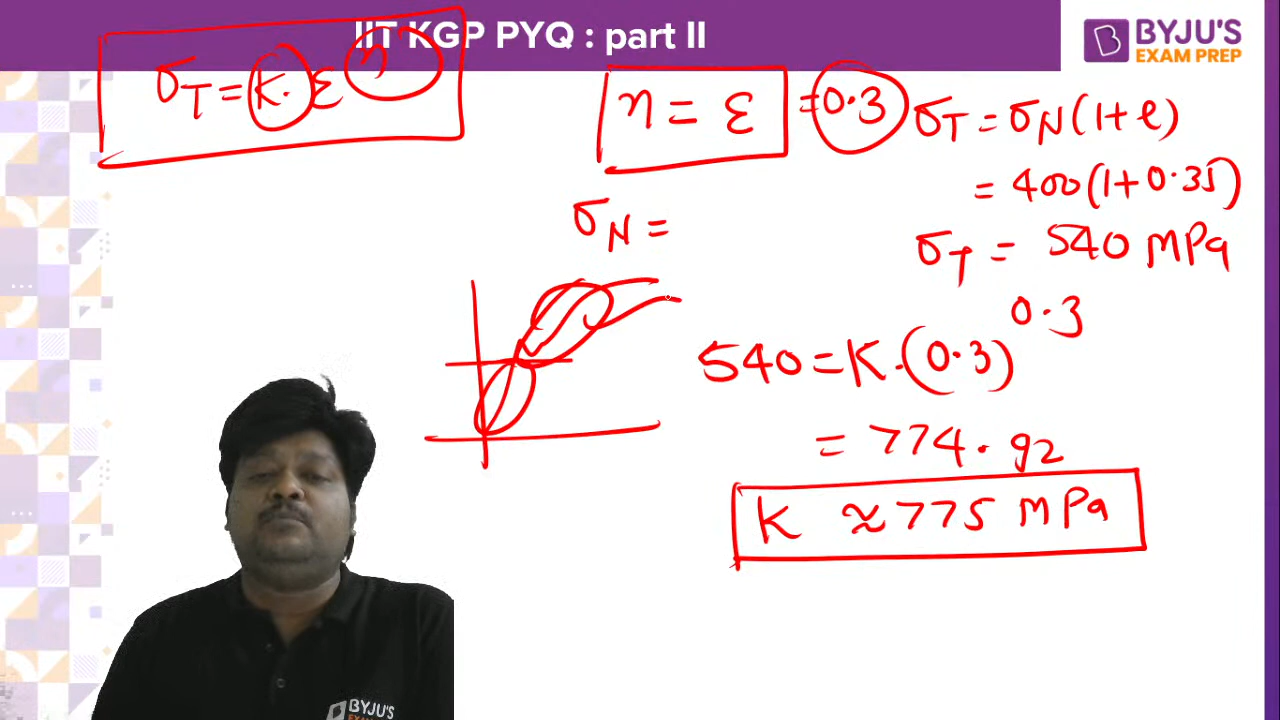 IIT KGP PYQ : part II
BYJU'S
EXAM PREP
σT = K. ε^n
n = ε = 0.3
σT = σN (1+e)
= 400 (1+0.35)
σT = 540 MPa
σN =
540 = K. (0.3)^0.3
= 774.92
K ≈ 775 MPa
BYJU'S